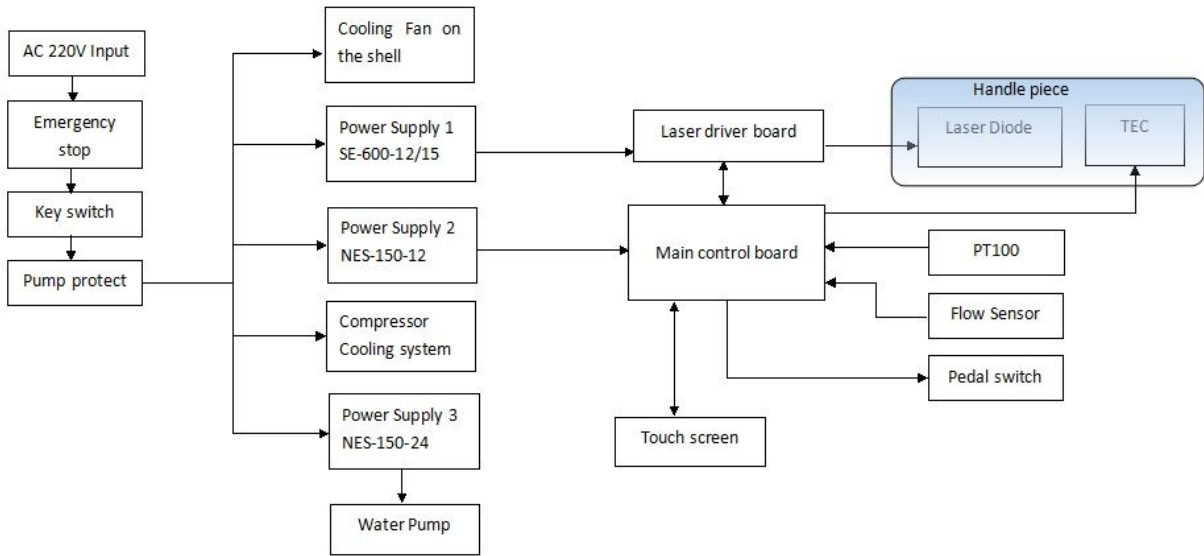 AC 220V Input
Emergency
stop
Key switch
Pump protect
Cooling Fan on
the shell
Power Supply 1
SE-600-12/15
Power Supply 2
NES-150-12
Compressor
Cooling system
Power Supply 3
NES-150-24
Water Pump
Laser driver board
Main control board
Touch screen
Handle piece
Laser Diode
TEC
PT100
Flow Sensor
Pedal switch